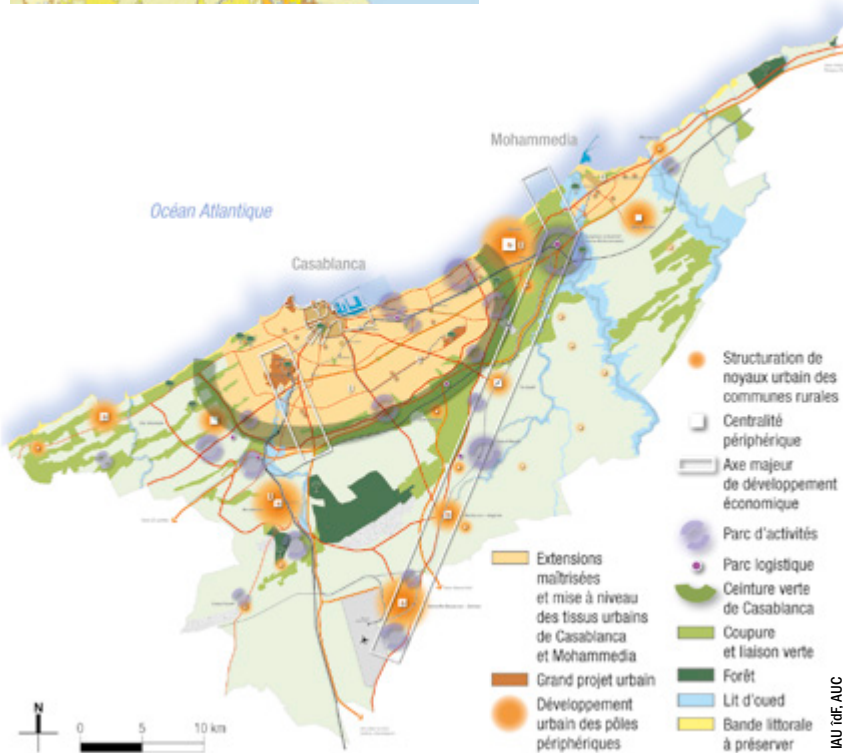 Mohammedia
Océan Atlantique
Casablanca
Structuration de
noyaux urbain des
communes rurales
Centralité
périphérique
Axe majeur
de développement
économique
Parc d'activités
Parc logistique
Ceinture verte
de Casablanca
Coupure
et liaison verte
Forêt
Lit d'oued
Bande littorale
à préserver
Extensions
maîtrisées
et mise à niveau
des tissus urbains
de Casablanca
et Mohammedia
Grand projet urbain
Développement
urbain des pôles
périphériques
N
0 5 10 km
IAU îdF, AUC